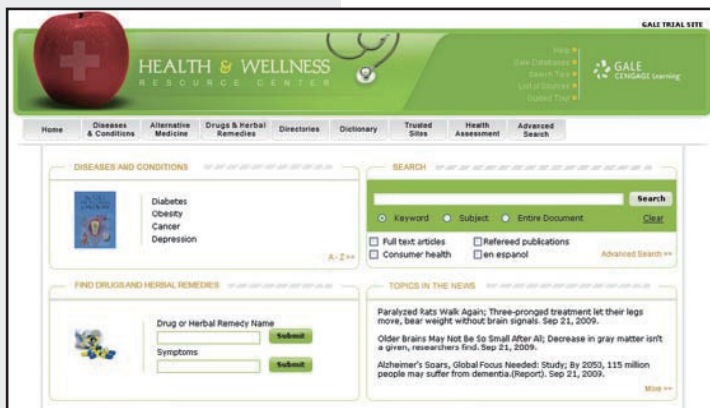 GALE TRIAL SITE
HEALTH & WELLNESS
RESOURCE CENTER
Help
Gale Databases
Search Tips
List of Sources
Guided Tour
GALE
CENGAGE Learning
Home
Diseases
& Conditions
Alternative
Medicine
Drugs & Herbal
Remedies
Directories
Dictionary
Trusted
Sites
Health
Assessment
Advanced
Search
DISEASES AND CONDITIONS
Diabetes
Obesity
Cancer
Depression
A - Z >>
SEARCH
Search
Keyword Subject Entire Document Clear
Full text articles Refereed publications
Consumer health en espanol Advanced Search >>
FIND DRUGS AND HERBAL REMEDIES
Drug or Herbal Remedy Name
Submit
Symptoms
Submit
TOPICS IN THE NEWS
Paralyzed Rats Walk Again; Three-pronged treatment let their legs
move, bear weight without brain signals. Sep 21, 2009.
Older Brains May Not Be So Small After All; Decrease in gray matter isn't
a given, researchers find. Sep 21, 2009.
Alzheimer's Soars, Global Focus Needed: Study; By 2050, 115 million
people may suffer from dementia.(Report). Sep 21, 2009.
More >>